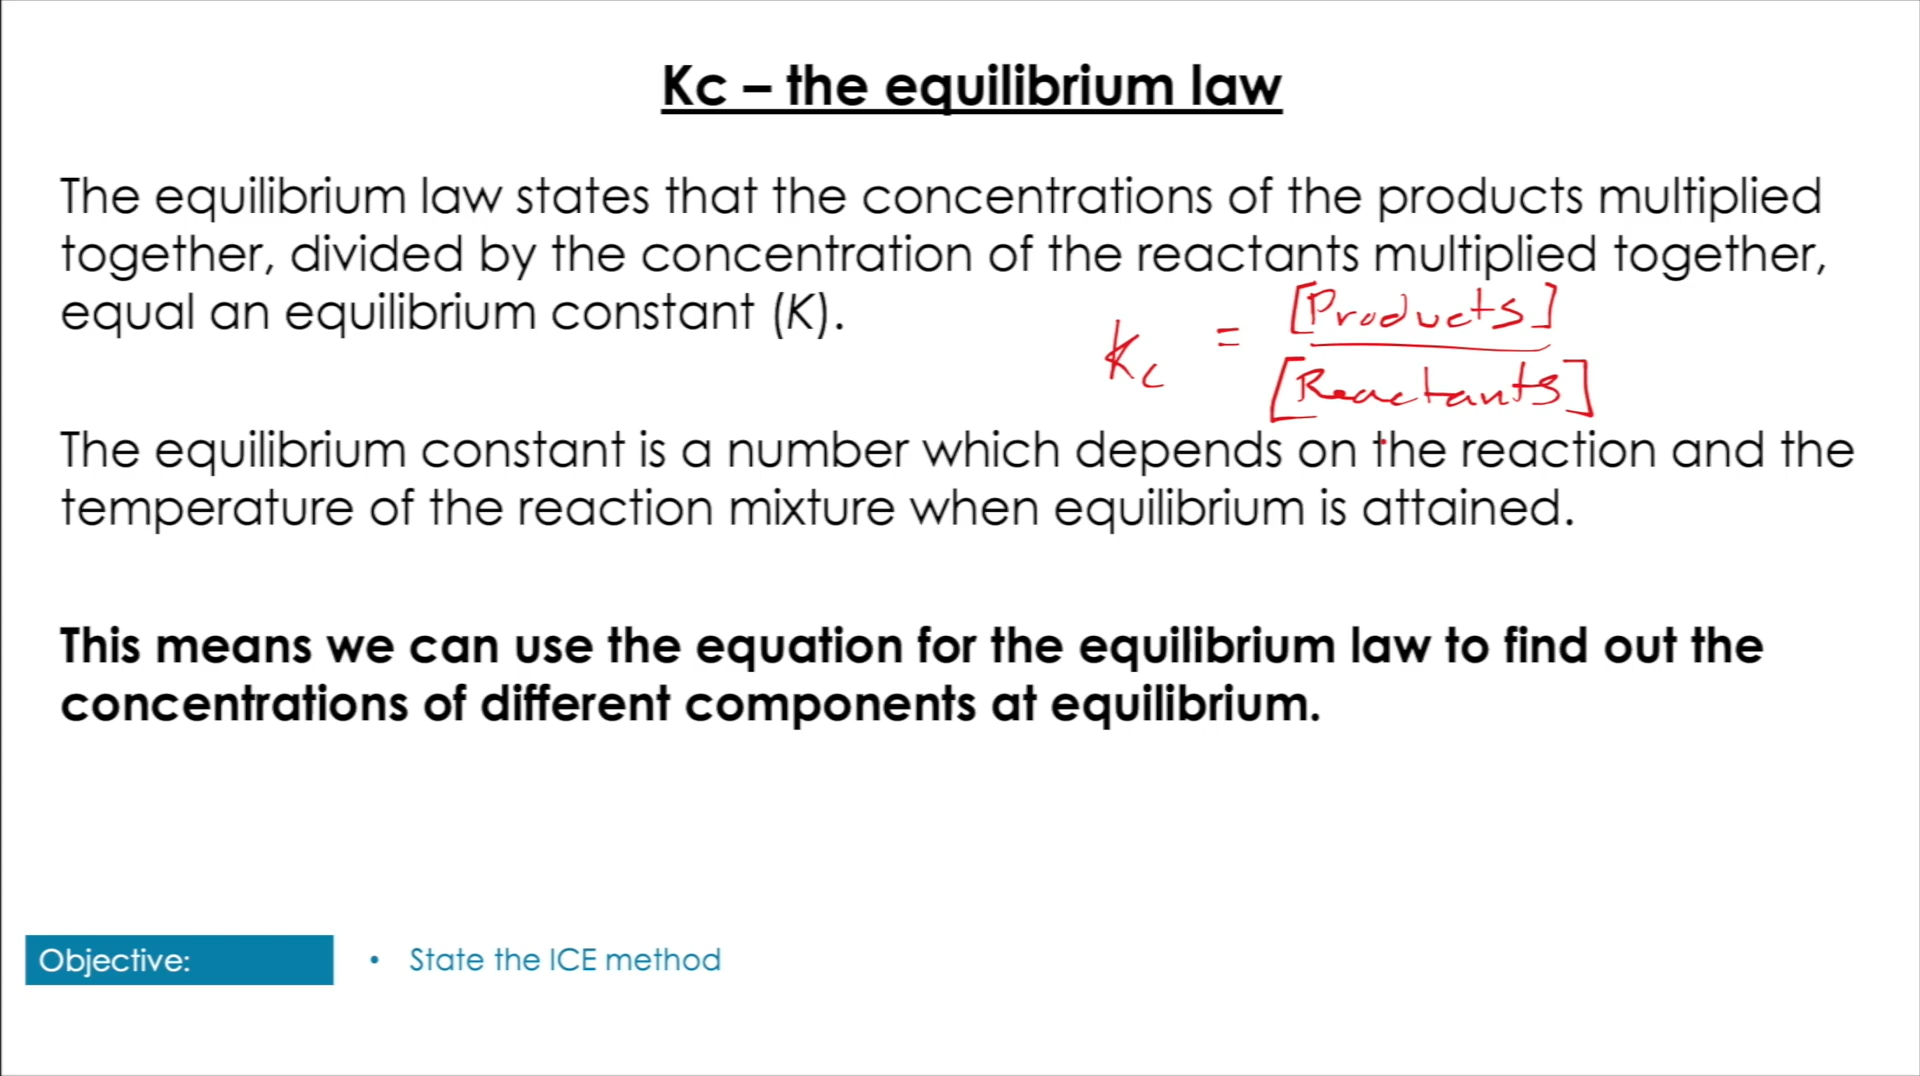 Kc – the equilibrium law
The equilibrium law states that the concentrations of the products multiplied
together, divided by the concentration of the reactants multiplied together,
equal an equilibrium constant (K).
Kc = [Products]
[Reactants]
The equilibrium constant is a number which depends on the reaction and the
temperature of the reaction mixture when equilibrium is attained.
This means we can use the equation for the equilibrium law to find out the
concentrations of different components at equilibrium.
Objective: • State the ICE method